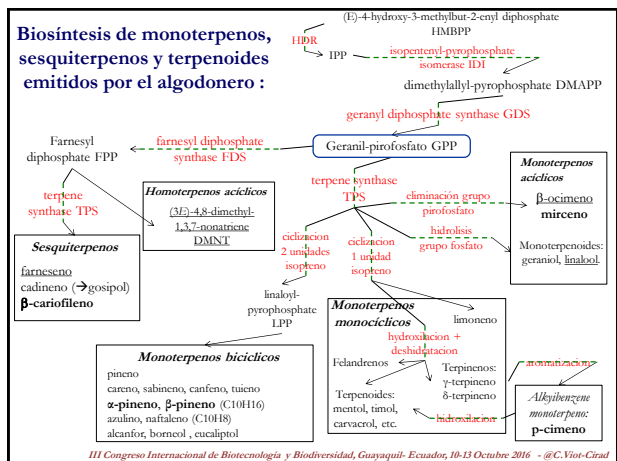 Biosíntesis de monoterpenos,
sesquiterpenos y terpenoides
emitidos por el algodonero :
(E)-4-hydroxy-3-methylbut-2-enyl diphosphate
HMBPP
HDR
IPP
isopentenyl-pyrophosphate
isomerase IDI
dimethylallyl-pyrophosphate DMAPP
geranyl diphosphate synthase GDS
Geranil-pirofosfato GPP
farnesyl diphosphate
synthase FDS
Farnesyl
diphosphate FPP
terpene
synthase TPS
Homoterpenos acíclicos
(3E)-4,8-dimethyl-
1,3,7-nonatriene
DMNT
Sesquiterpenos
farneseno
cadineno (→gosipol)
β-cariofileno
terpene synthase
TPS
eliminación grupo
pirofosfato
hidrolisis
grupo fosfato
Monoterpenos
acíclicos
β-ocimeno
mirceno
Monoterpenoides:
geraniol, linalool.
ciclizacion
2 unidades
isopreno
ciclizacion
1 unidad
isopreno
linaloyl-
pyrophosphate
LPP
Monoterpenos biciclicos
pineno
careno, sabineno, canfeno, tuieno
α-pineno, β-pineno (C10H16)
azulino, naftaleno (C10H8)
alcanfor, borneol , eucaliptol
Monoterpenos
monocíclicos
limoneno
hydroxilacion +
deshidratacion
Felandrenos
Terpinenos:
γ-terpineno
δ-terpineno
Terpenoides:
mentol, timol,
carvacrol, etc.
aromatizacion
hidroxilacion
Alkyibenzene
monoterpeno:
p-cimeno
III Congreso Internacional de Biotecnología y Biodiversidad, Guayaquil- Ecuador, 10-13 Octubre 2016 - @C.Viot-Cirad